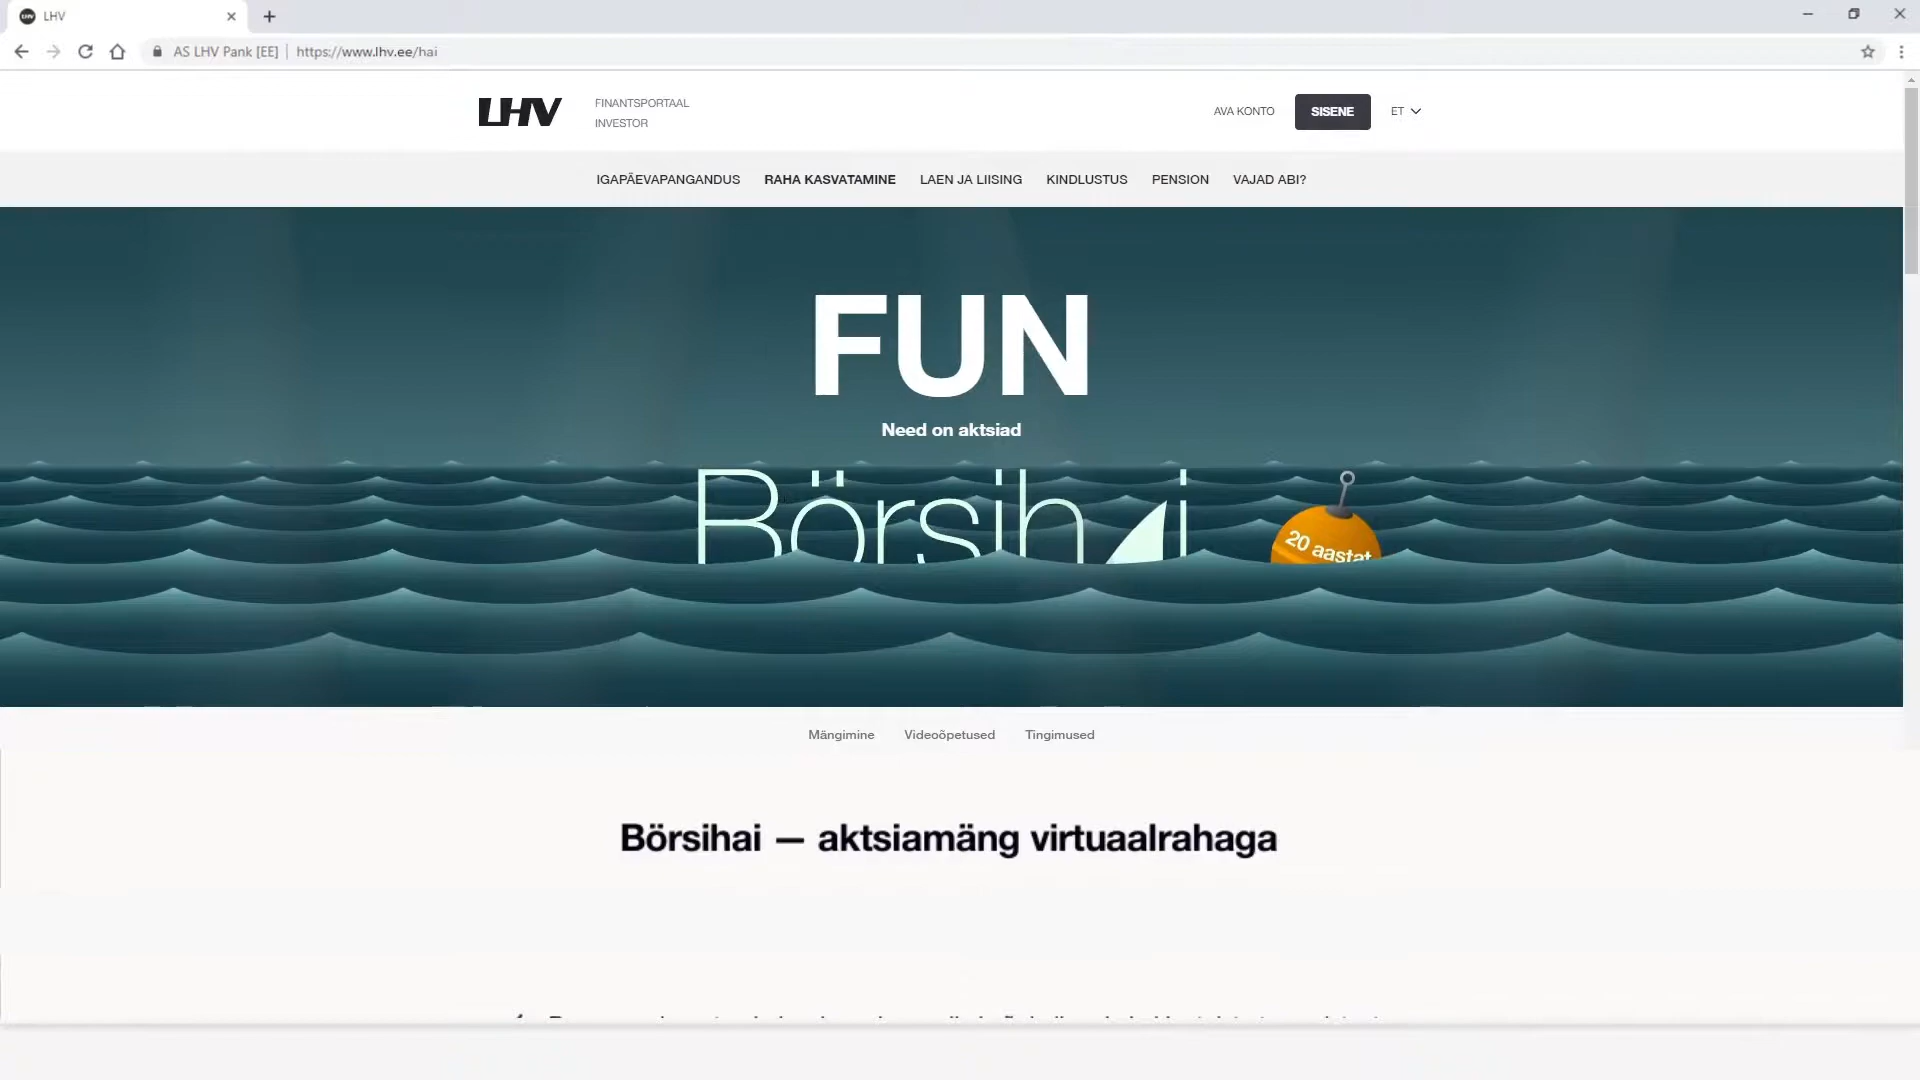 LHV
AS LHV Pank [EE] | https://www.lhv.ee/hai
LHV
FINANTSPORTAAL
INVESTOR
AVA KONTO
SISENE
ET
IGAPÄEVAPANGANDUS RAHA KASVATAMINE LAEN JA LIISING KINDLUSTUS PENSION VAJAD ABI?
FUN
Need on aktsiad
Börsihai
20 aastat
Mängimine Videoõpetused Tingimused
Börsihai — aktsiamäng virtuaalrahaga